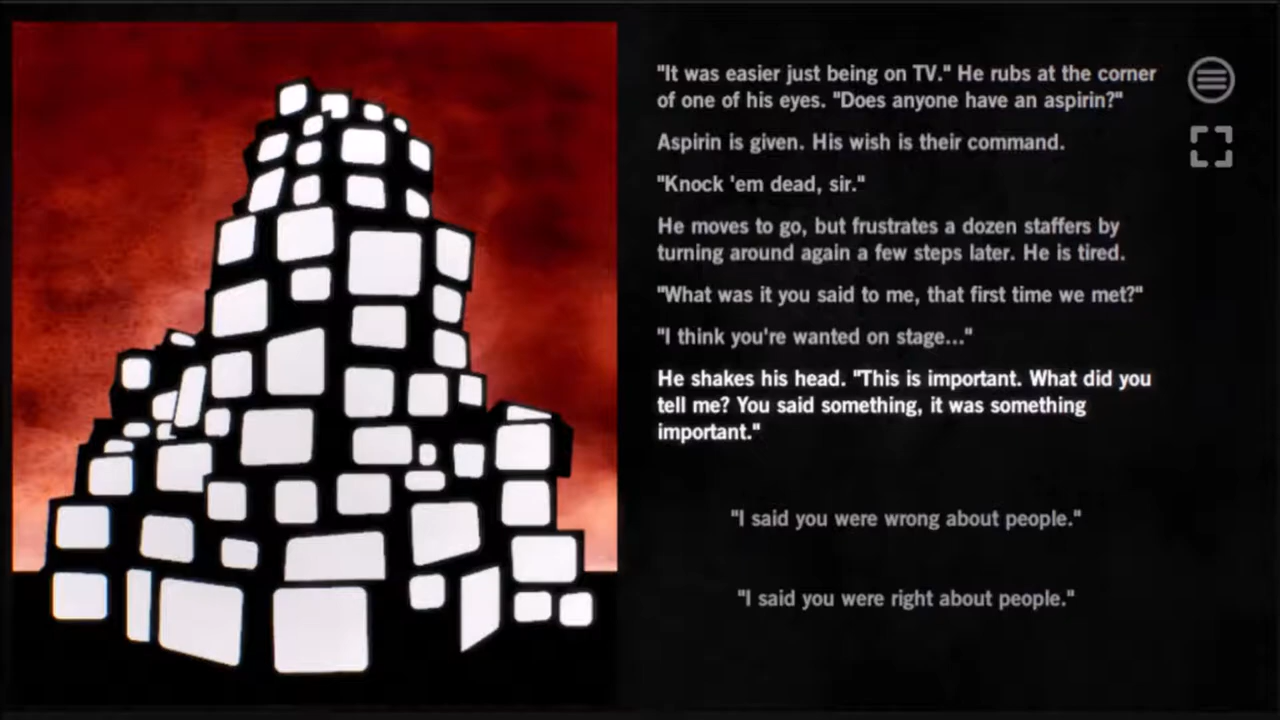 "It was easier just being on TV." He rubs at the corner
of one of his eyes. "Does anyone have an aspirin?"
Aspirin is given. His wish is their command.
"Knock 'em dead, sir."
He moves to go, but frustrates a dozen staffers by
turning around again a few steps later. He is tired.
"What was it you said to me, that first time we met?"
"I think you're wanted on stage..."
He shakes his head. "This is important. What did you
tell me? You said something, it was something
important."
"I said you were wrong about people."
"I said you were right about people."